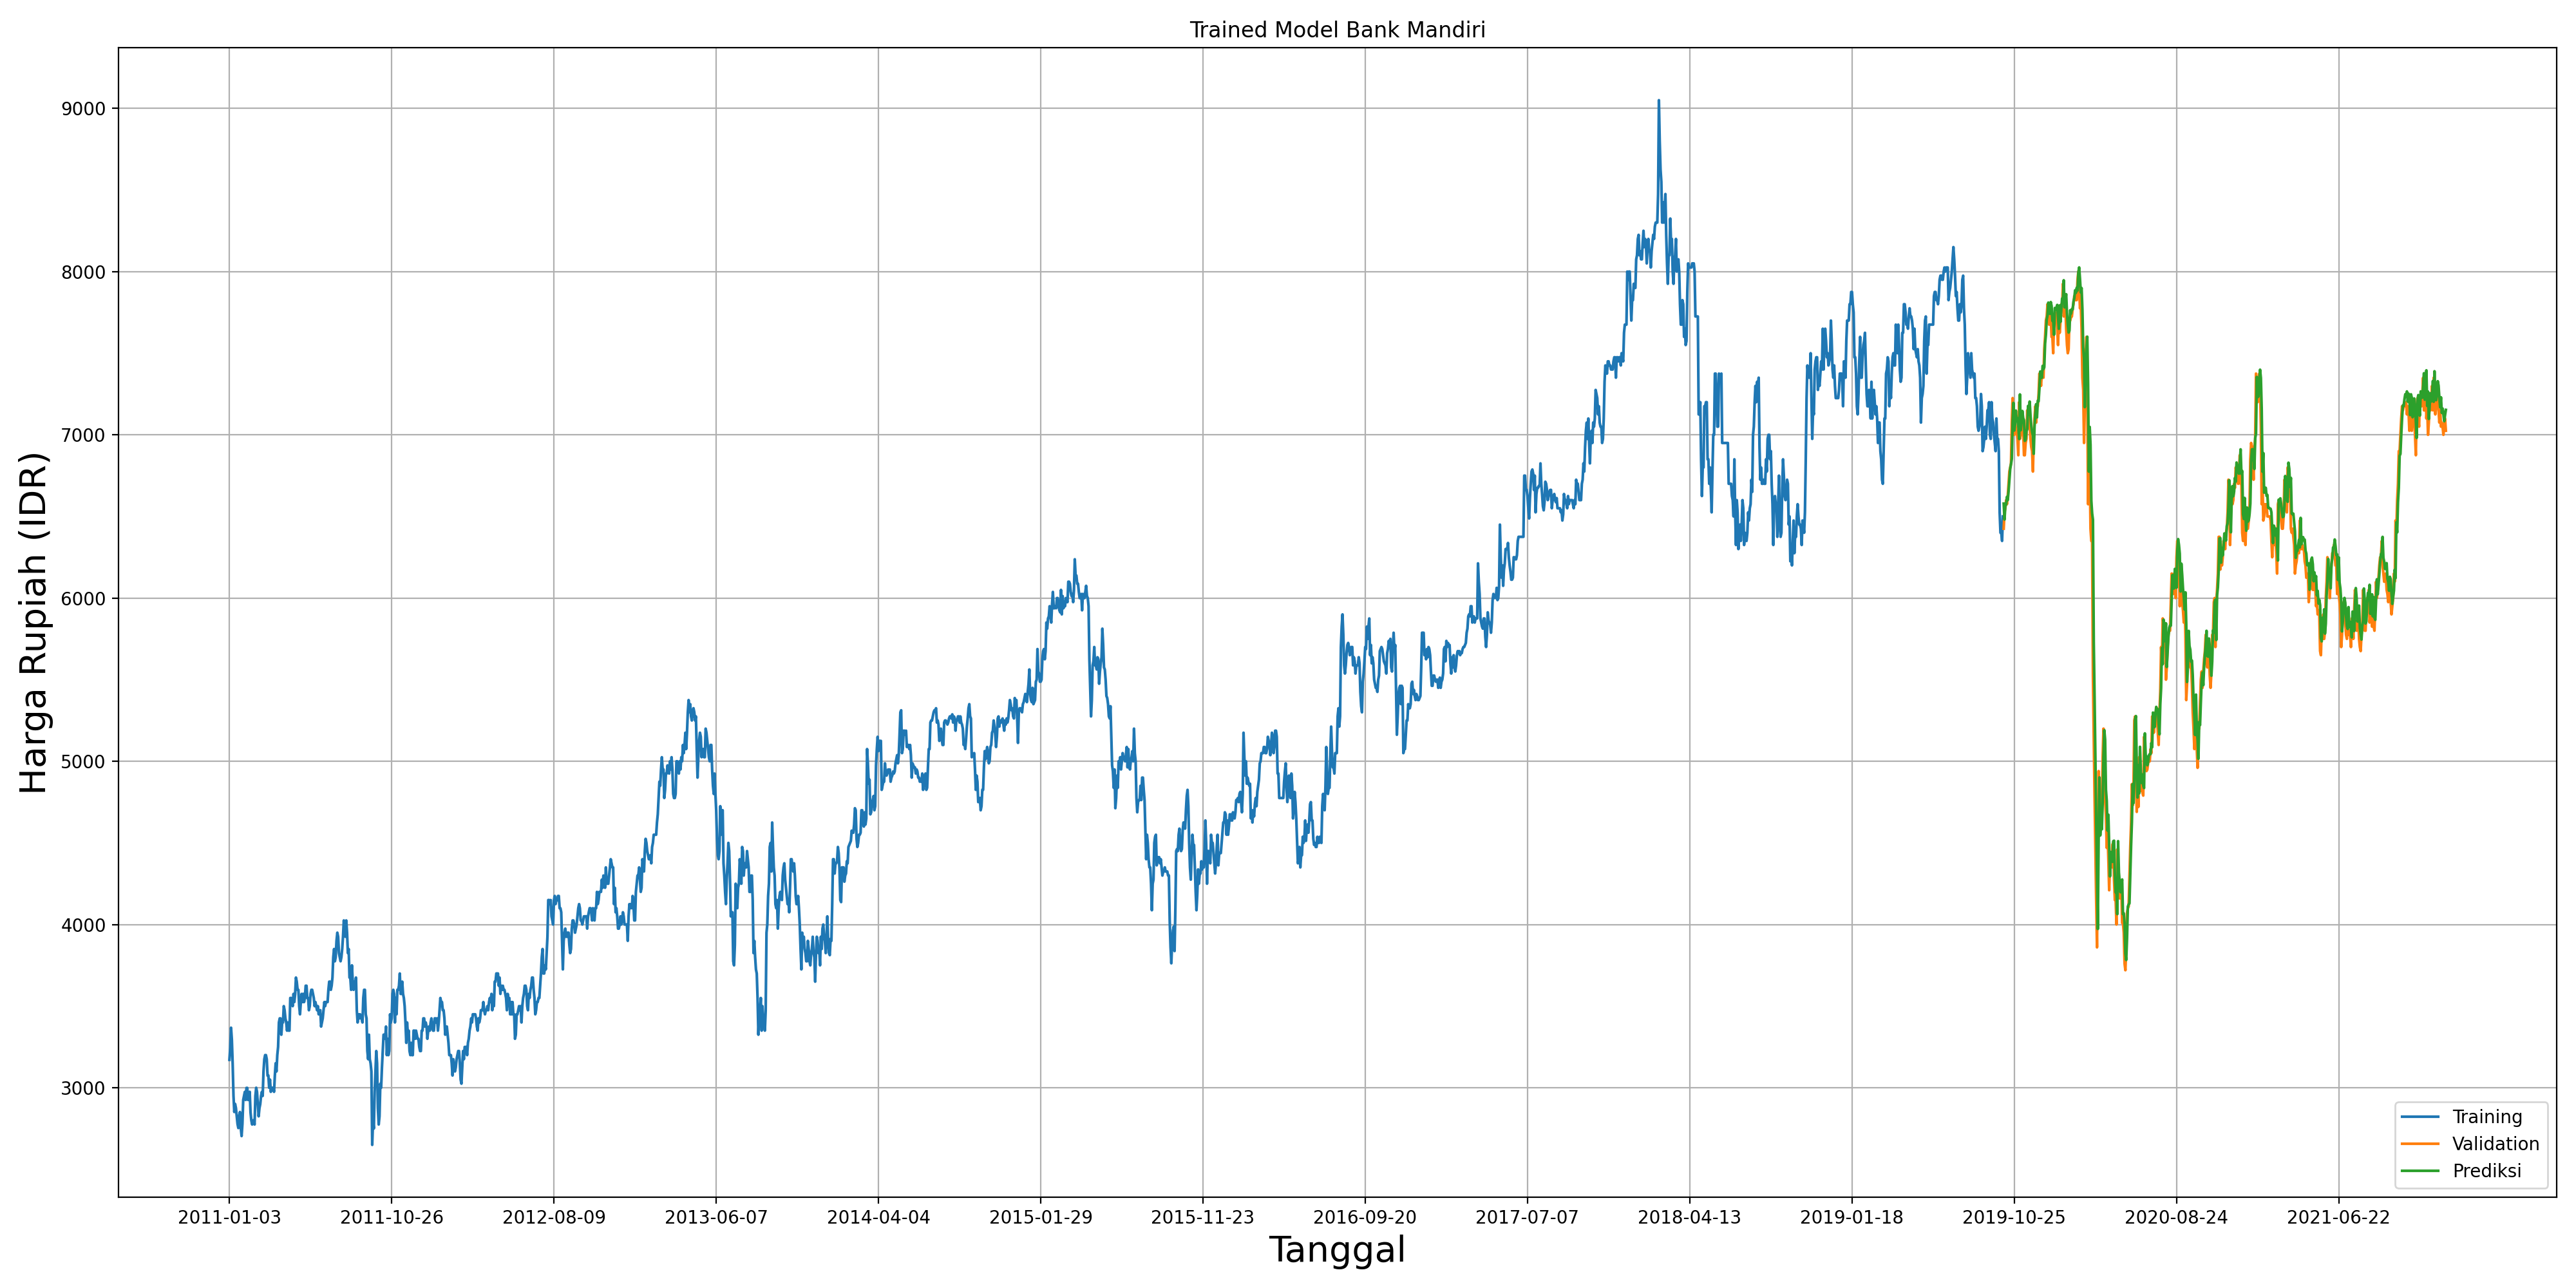 Trained Model Bank Mandiri
Harga Rupiah (IDR)
9000
8000
7000
6000
5000
4000
3000
Training
Validation
Prediksi
2011-01-03 2011-10-26 2012-08-09 2013-06-07 2014-04-04 2015-01-29 2015-11-23 2016-09-20 2017-07-07 2018-04-13 2019-01-18 2019-10-25 2020-08-24 2021-06-22
Tanggal